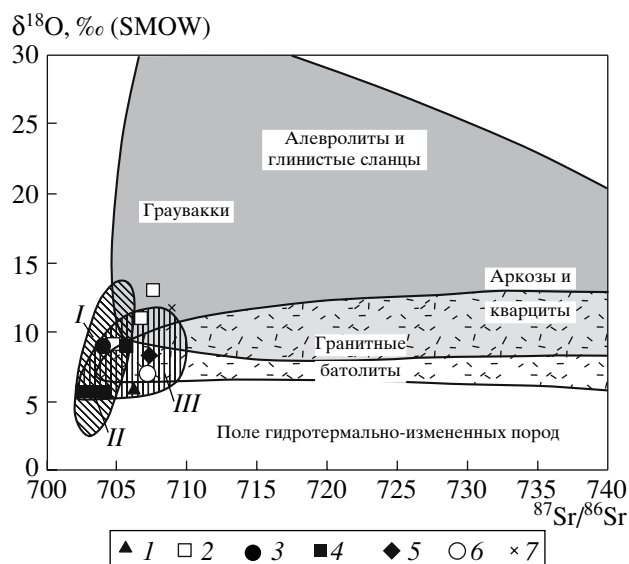 δ¹⁸O, ‰ (SMOW)
30
25
20
15
10
5
0
Алевролиты и
глинистые сланцы
Граувакки
Аркозы и
кварциты
Гранитные
батолиты
I
II
III
Поле гидротермально-измененных пород
700 705 710 715 720 725 730 735 740
⁸⁷Sr/⁸⁶Sr
1 2 3 4 5 6 7